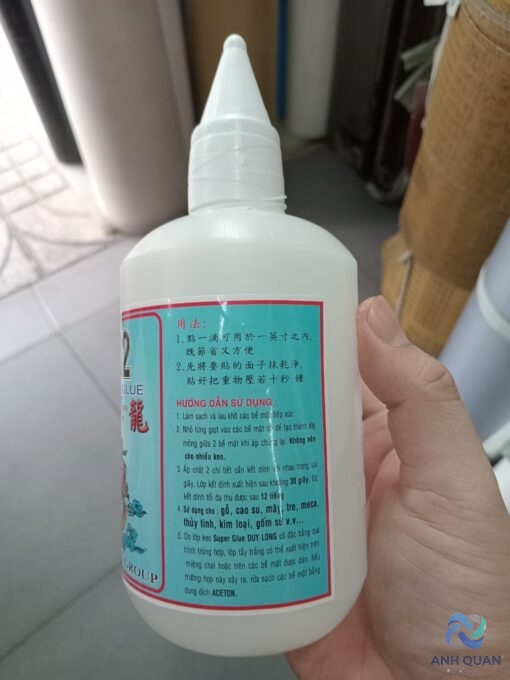 2
GLUE
龍
GROUP
用法：
1. 點一滴可用於一英寸之內,
既節省又方便
2. 先將要貼的面子抹乾淨,
貼好把重物壓若十秒鍾
HƯỚNG DẪN SỬ DỤNG :
1. Làm sạch và lau khô các bề mặt tiếp xúc
2. Nhỏ từng giọt vào các bề mặt đó để tạo thành lớp
mỏng giữa 2 bề mặt khi áp chúng lại. Không nên
cho nhiều keo.
3. Áp chặt 2 chi tiết cần kết dính với nhau trong vài
giây. Lớp kết dính xuất hiện sau khoảng 30 giây. Độ
kết dính tối đa thu được sau 12 tiếng
4. Sử dụng cho : gỗ, cao su, mây, tre, meca,
thủy tinh, kim loại, gốm sứ v.v...
5. Do lớp keo Super Glue DUY LONG có đặc bằng quá
trình trùng hợp, lớp tẩy trắng có thể xuất hiện trên
miệng chai hoặc trên các bề mặt được dán. Nếu
trường hợp này xảy ra, rửa sạch các bề mặt bằng
dung dịch ACETON.
ANH QUAN